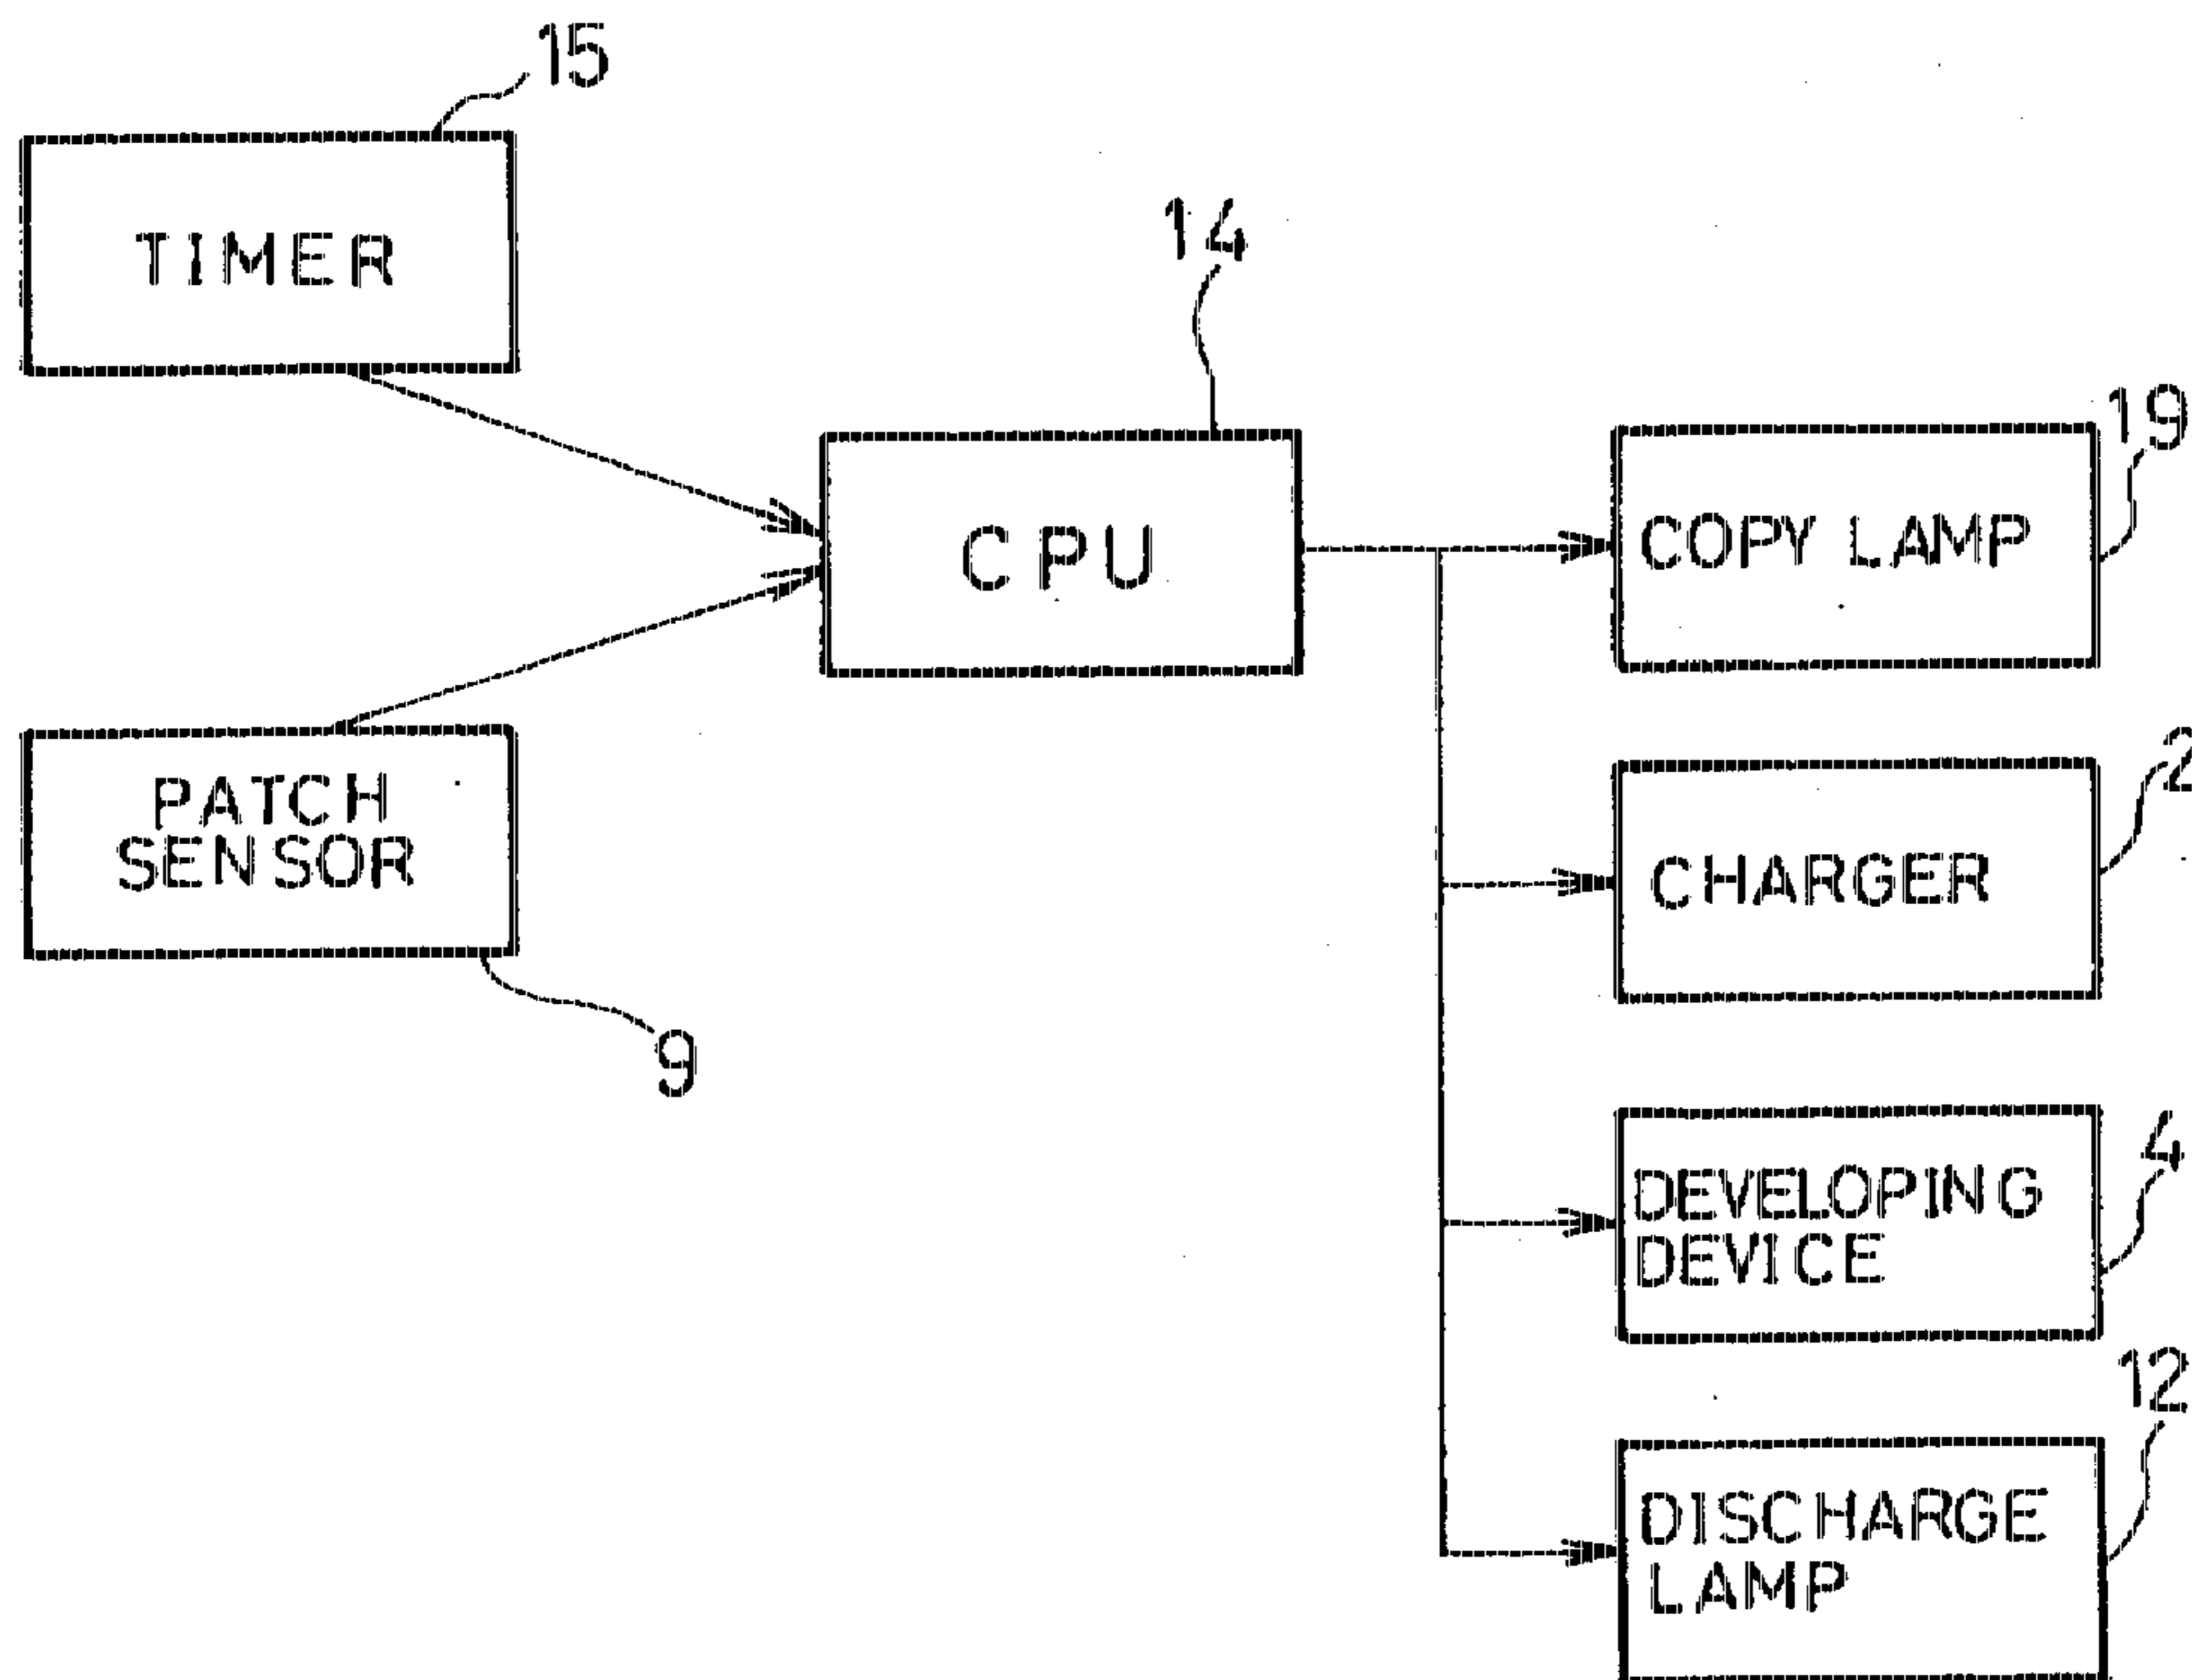 15
TIMER
14
CPU
19
COPY LAMP
PATCH
SENSOR
9
2
CHARGER
4
DEVELOPING
DEVICE
12
DISCHARGE
LAMP